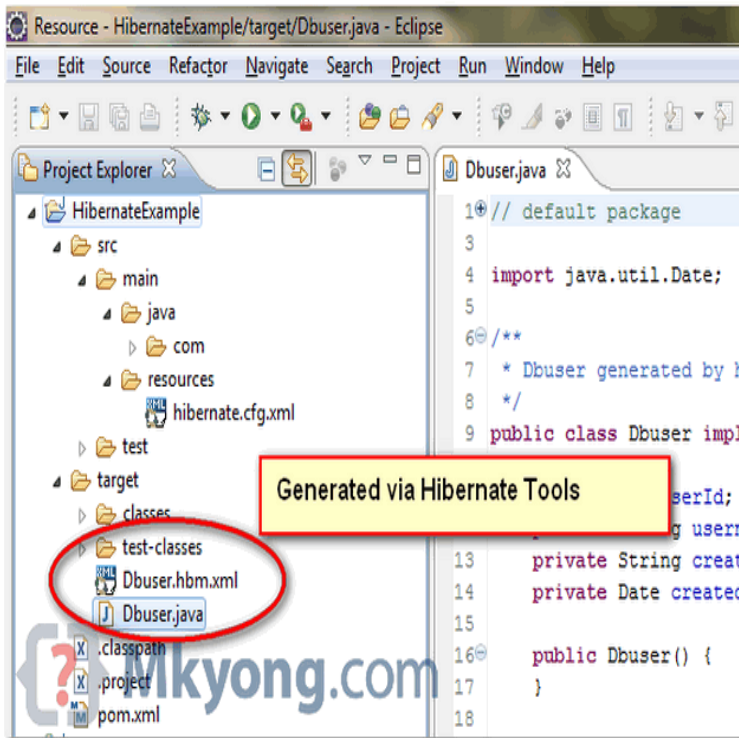 Resource - HibernateExample/target/Dbuser.java - Eclipse
File Edit Source Refactor Navigate Search Project Run Window Help
Project Explorer
Dbuser.java
HibernateExample
src
main
java
com
resources
hibernate.cfg.xml
test
target
classes
test-classes
Dbuser.hbm.xml
Dbuser.java
.classpath
.project
pom.xml
1 // default package
3
4 import java.util.Date;
5
6 /**
7 * Dbuser generated by
8 */
9 public class Dbuser
serId;
13 private String
14 private Date
15
16 public Dbuser() {
17 }
18
Generated via Hibernate Tools
Mkyong.com